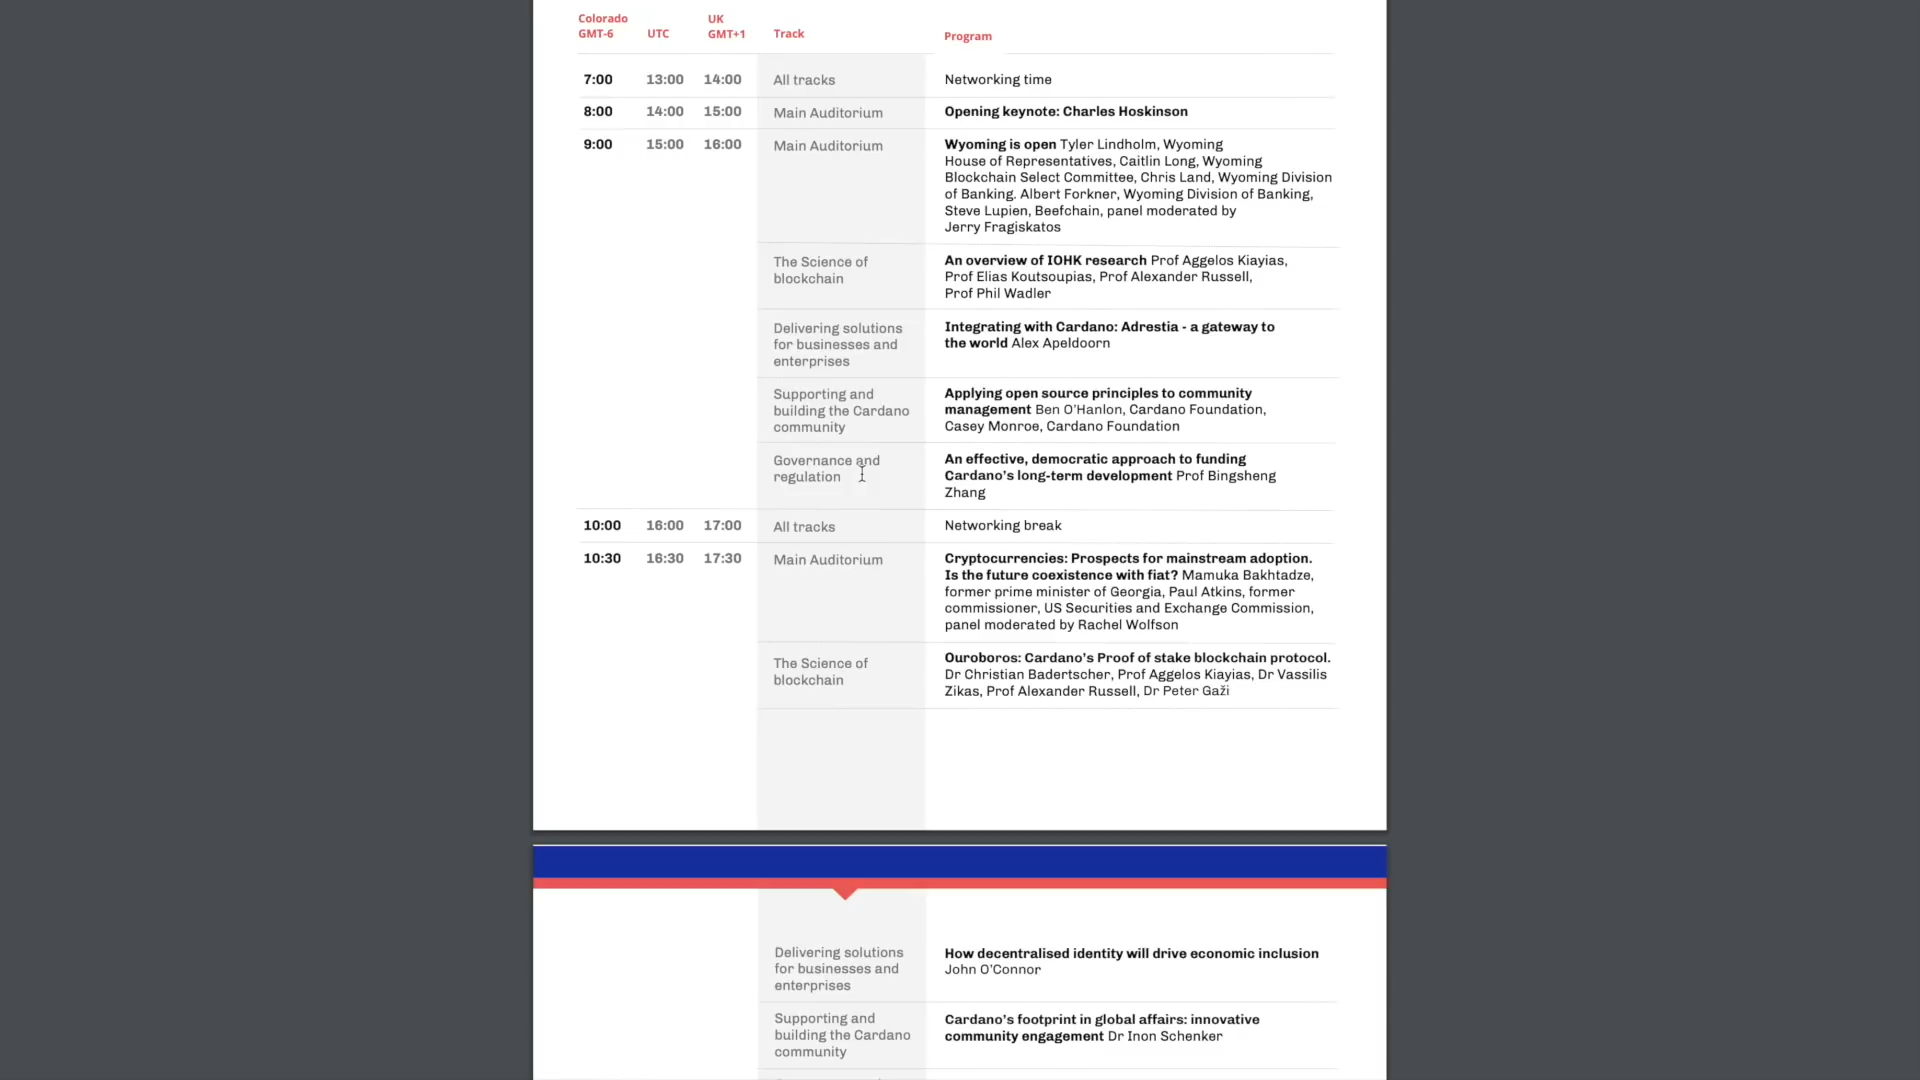 Colorado GMT-6 UTC UK GMT+1 Track Program
7:00 13:00 14:00 All tracks Networking time
8:00 14:00 15:00 Main Auditorium Opening keynote: Charles Hoskinson
9:00 15:00 16:00 Main Auditorium Wyoming is open Tyler Lindholm, Wyoming
House of Representatives, Caitlin Long, Wyoming
Blockchain Select Committee, Chris Land, Wyoming Division
of Banking. Albert Forkner, Wyoming Division of Banking,
Steve Lupien, Beefchain, panel moderated by
Jerry Fragiskatos
The Science of
blockchain
An overview of IOHK research Prof Aggelos Kiayias,
Prof Elias Koutsoupias, Prof Alexander Russell,
Prof Phil Wadler
Delivering solutions
for businesses and
enterprises
Integrating with Cardano: Adrestia - a gateway to
the world Alex Apeldoorn
Supporting and
building the Cardano
community
Applying open source principles to community
management Ben O'Hanlon, Cardano Foundation,
Casey Monroe, Cardano Foundation
Governance and
regulation
An effective, democratic approach to funding
Cardano's long-term development Prof Bingsheng
Zhang
10:00 16:00 17:00 All tracks Networking break
10:30 16:30 17:30 Main Auditorium Cryptocurrencies: Prospects for mainstream adoption.
Is the future coexistence with fiat? Mamuka Bakhtadze,
former prime minister of Georgia, Paul Atkins, former
commissioner, US Securities and Exchange Commission,
panel moderated by Rachel Wolfson
The Science of
blockchain
Ouroboros: Cardano's Proof of stake blockchain protocol.
Dr Christian Badertscher, Prof Aggelos Kiayias, Dr Vassilis
Zikas, Prof Alexander Russell, Dr Peter Gaži
Delivering solutions
for businesses and
enterprises
How decentralised identity will drive economic inclusion
John O'Connor
Supporting and
building the Cardano
community
Cardano's footprint in global affairs: innovative
community engagement Dr Inon Schenker